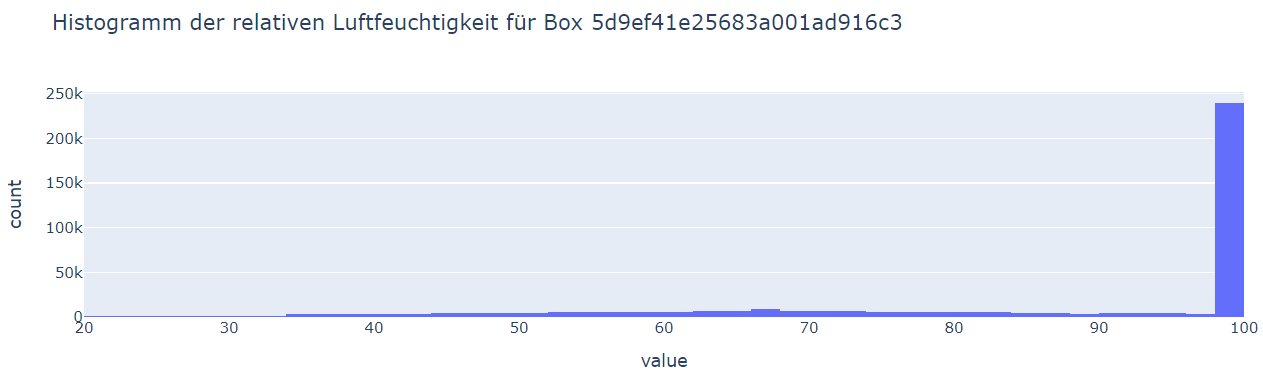 Histogramm der relativen Luftfeuchtigkeit für Box 5d9ef41e25683a001ad916c3
250k
200k
150k
100k
50k
0
count
20 30 40 50 60 70 80 90 100
value